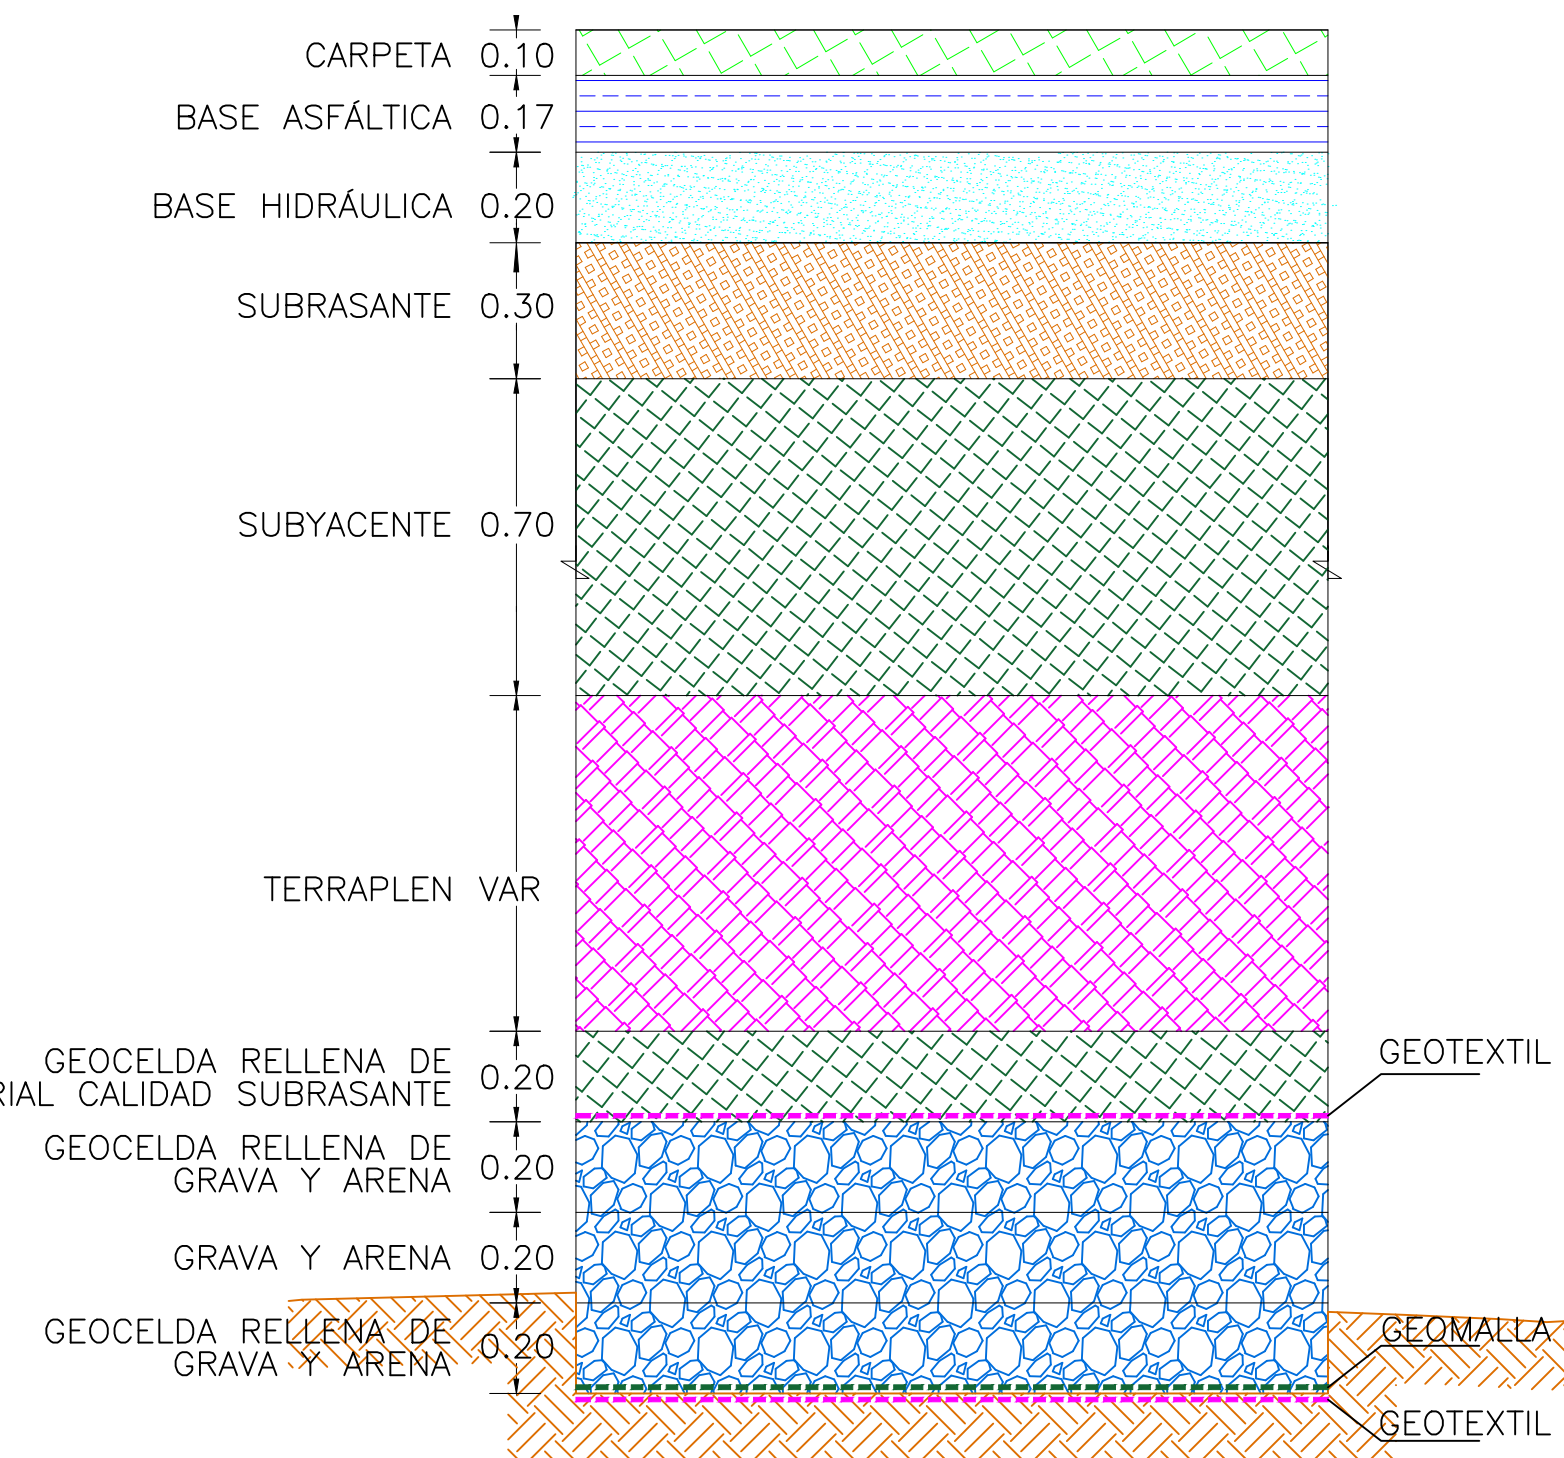 CARPETA 0.10
BASE ASFÁLTICA 0.17
BASE HIDRÁULICA 0.20
SUBRASANTE 0.30
SUBYACENTE 0.70
TERRAPLEN VAR
GEOCELDA RELLENA DE
CALIDAD SUBRASANTE 0.20
GEOTEXTIL
GEOCELDA RELLENA DE
GRAVA Y ARENA 0.20
GRAVA Y ARENA 0.20
GEOCELDA RELLENA DE
GRAVA Y ARENA 0.20
GEOMALLA
GEOTEXTIL